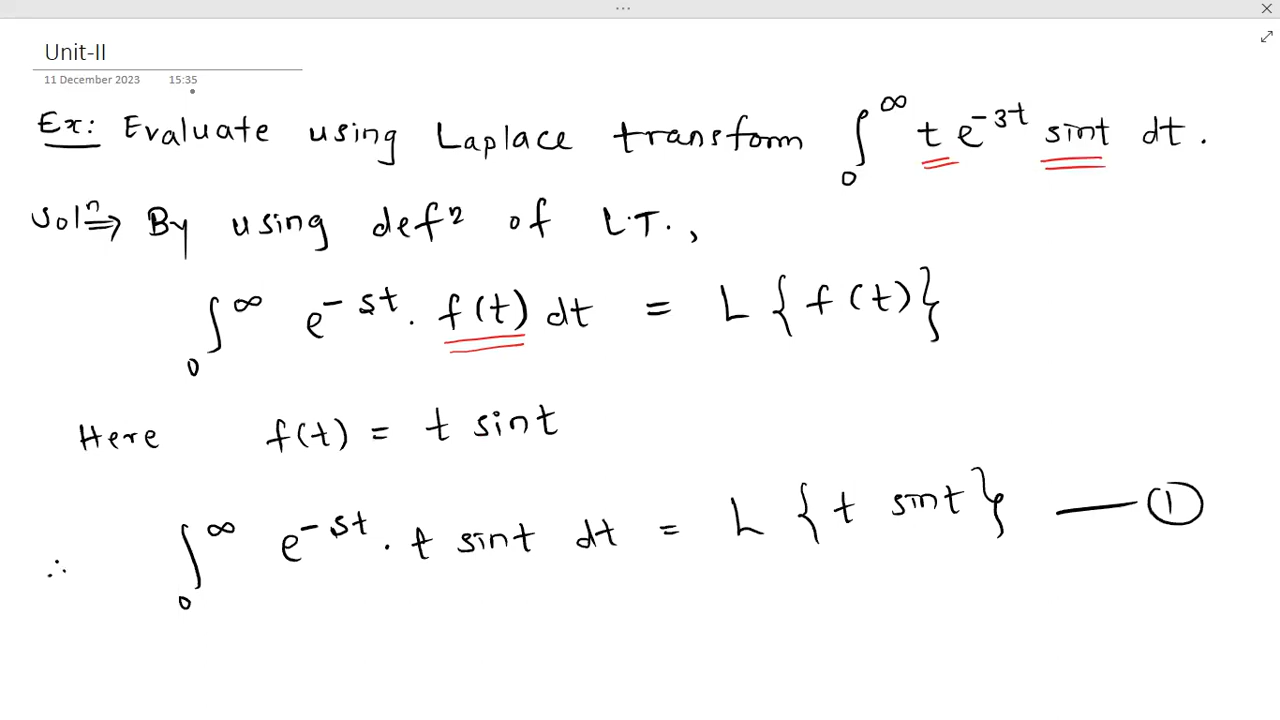 Unit-II
11 December 2023 15:35
Ex: Evaluate using Laplace transform ∫₀^∞ t e^{-3t} sint dt.
Solⁿ ⇒ By using defⁿ of L.T.,
∫₀^∞ e^{-st} . f(t) dt = L { f(t) }
Here f(t) = t sint
∴ ∫₀^∞ e^{-st} . t sint dt = L { t sint } — ①